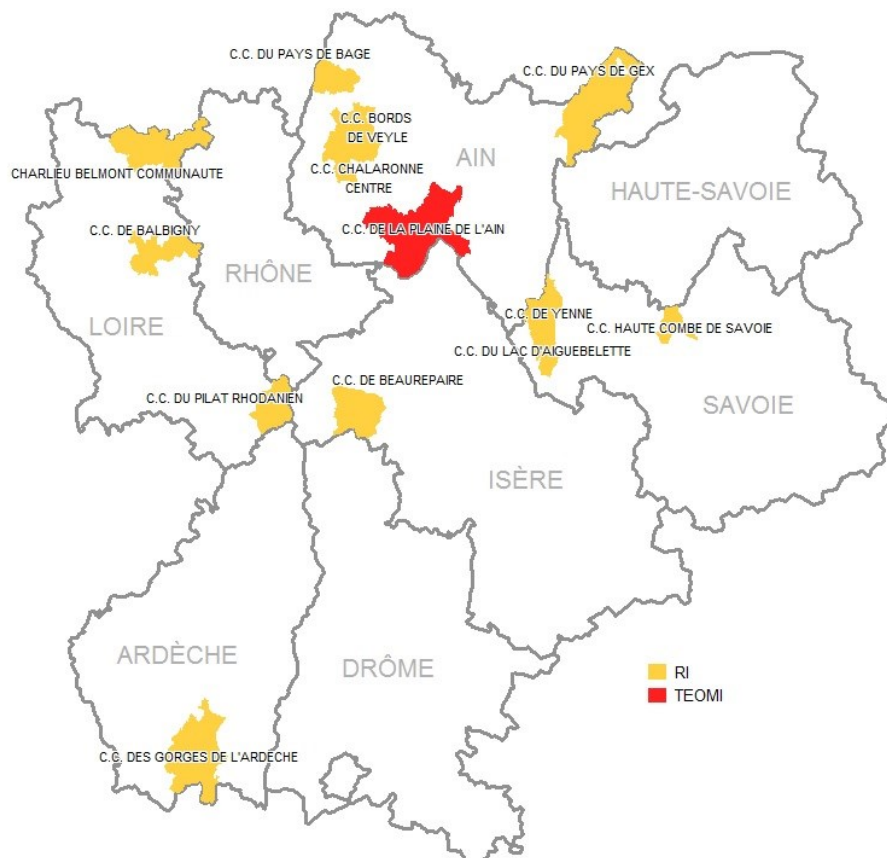 C.C. DU PAYS DE BAGE
C.C. DU PAYS DE GEX
C.C. BORDS
DE VEYLE
CHARLIEU BELMONT COMMUNAUTE
C.C. CHALARONNE
CENTRE
AIN
HAUTE-SAVOIE
C.C. DE BALBIGNY
C.C. DE LA PLAINE DE L'AIN
RHÔNE
LOIRE
C.C. DE YENNE
C.C. HAUTE COMBE DE SAVOIE
C.C. DU LAC D'AIGUEBELETTE
C.C. DE BEAUREPAIRE
C.C. DU PILAT RHODANIEN
SAVOIE
ISÈRE
ARDÈCHE
DRÔME
RI
TEOMI
C.C. DES GORGES DE L'ARDECHE